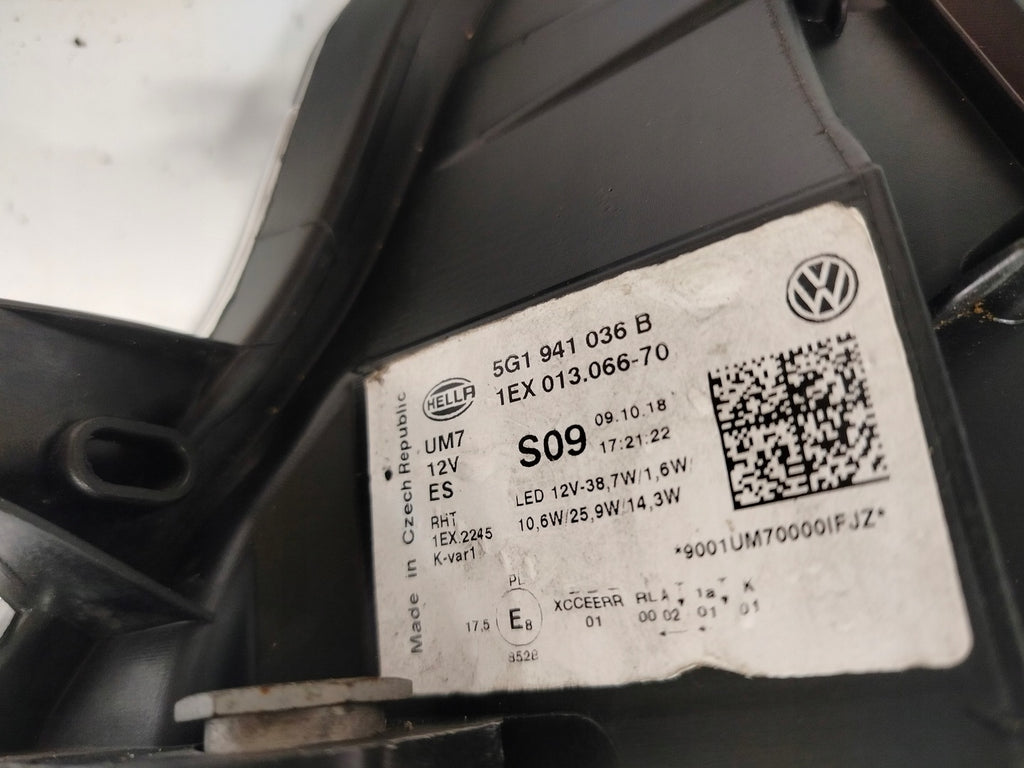 5G1 941 036 B
1EX 013.066-70
HELLA
UM7
12V
ES
S09
09.10.18
17:21:22
LED 12V-38,7W/1,6W
10,6W/25,9W/14,3W
RHT
1EX.2245
K-var1
*9001UM70000IFJZ*
Made in Czech Republic
PL
XCCEERR RLA T 1a T K
17,5 E8 01 00 02 01 01
8528
VW